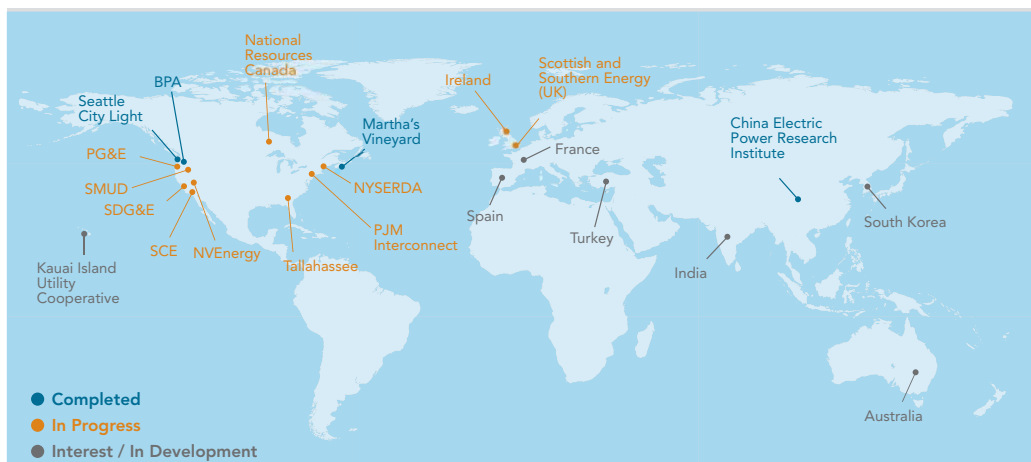 National
Resources
Canada
BPA
Seattle
City Light
PG&E
SMUD
SDG&E
SCE
NVEnergy
Kauai Island
Utility
Cooperative
Martha's
Vineyard
NYSERDA
PJM
Interconnect
Tallahassee
Ireland
Scottish and
Southern Energy
(UK)
France
Spain
Turkey
China Electric
Power Research
Institute
South Korea
India
Australia
Completed
In Progress
Interest / In Development